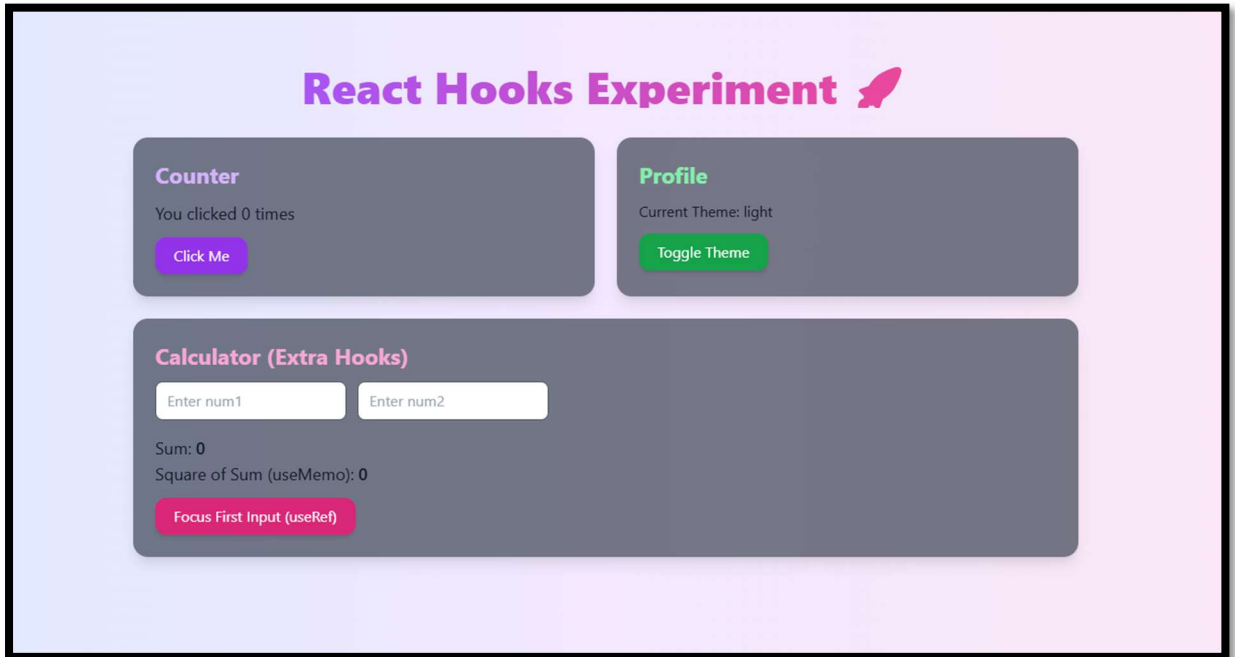 React Hooks Experiment 🚀
Counter
You clicked 0 times
Click Me
Profile
Current Theme: light
Toggle Theme
Calculator (Extra Hooks)
Enter num1
Enter num2
Sum: 0
Square of Sum (useMemo): 0
Focus First Input (useRef)